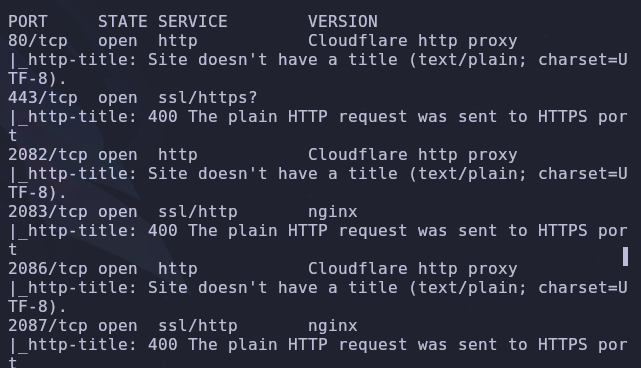 PORT     STATE SERVICE        VERSION
80/tcp   open  http           Cloudflare http proxy
|_http-title: Site doesn't have a title (text/plain; charset=U
TF-8).
443/tcp  open  ssl/https?
|_http-title: 400 The plain HTTP request was sent to HTTPS por
t
2082/tcp open  http           Cloudflare http proxy
|_http-title: Site doesn't have a title (text/plain; charset=U
TF-8).
2083/tcp open  ssl/http       nginx
|_http-title: 400 The plain HTTP request was sent to HTTPS por
t
2086/tcp open  http           Cloudflare http proxy
|_http-title: Site doesn't have a title (text/plain; charset=U
TF-8).
2087/tcp open  ssl/http       nginx
|_http-title: 400 The plain HTTP request was sent to HTTPS por
t